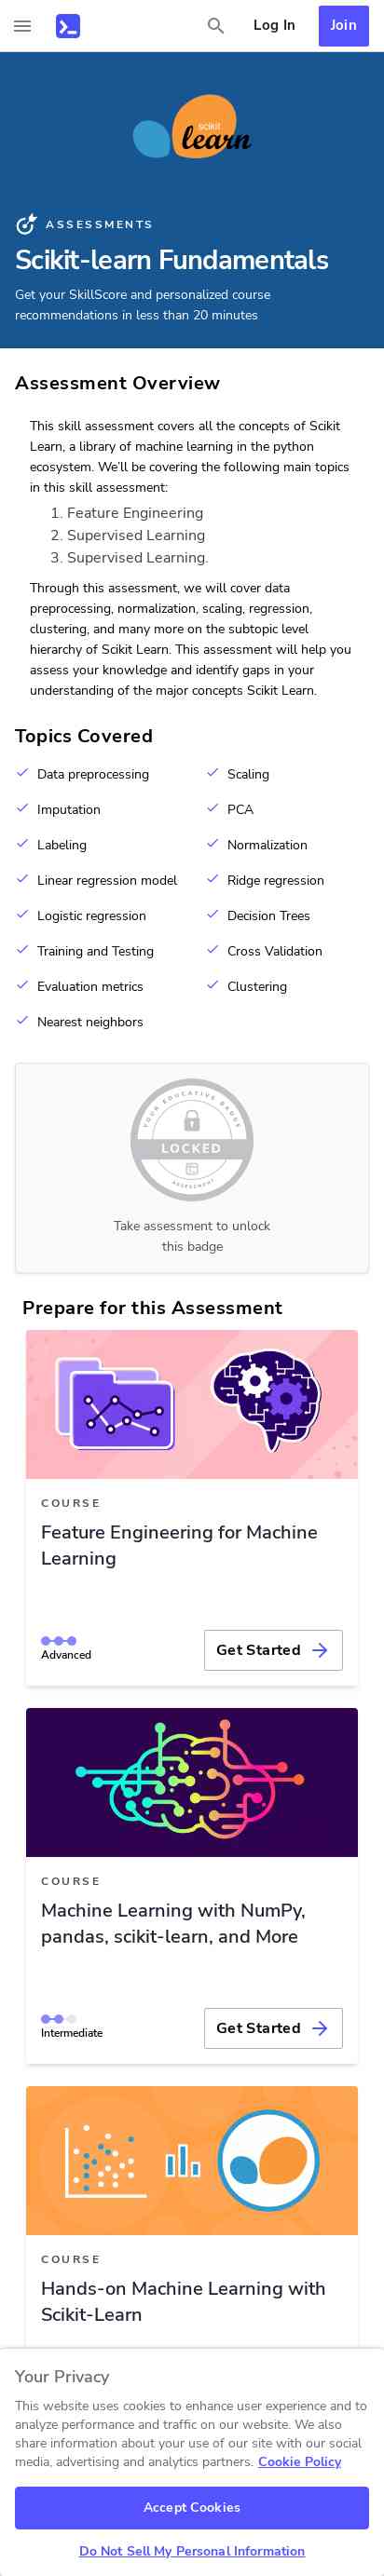 Log In
Join
scikit
learn
ASSESSMENTS
Scikit-learn Fundamentals
Get your SkillScore and personalized course
recommendations in less than 20 minutes
Assessment Overview
This skill assessment covers all the concepts of Scikit
Learn, a library of machine learning in the python
ecosystem. We'll be covering the following main topics
in this skill assessment:
1. Feature Engineering
2. Supervised Learning
3. Supervised Learning.
Through this assessment, we will cover data
preprocessing, normalization, scaling, regression,
clustering, and many more on the subtopic level
hierarchy of Scikit Learn. This assessment will help you
assess your knowledge and identify gaps in your
understanding of the major concepts Scikit Learn.
Topics Covered
Data preprocessing
Scaling
Imputation
PCA
Labeling
Normalization
Linear regression model
Ridge regression
Logistic regression
Decision Trees
Training and Testing
Cross Validation
Evaluation metrics
Clustering
Nearest neighbors
YOUR EDUCATIVE BADGE
LOCKED
ASSESSMENT
Take assessment to unlock
this badge
Prepare for this Assessment
COURSE
Feature Engineering for Machine
Learning
Advanced
Get Started
COURSE
Machine Learning with NumPy,
pandas, scikit-learn, and More
Intermediate
Get Started
COURSE
Hands-on Machine Learning with
Scikit-Learn
Your Privacy
This website uses cookies to enhance user experience and to
analyze performance and traffic on our website. We also
share information about your use of our site with our social
media, advertising and analytics partners. Cookie Policy
Accept Cookies
Do Not Sell My Personal Information